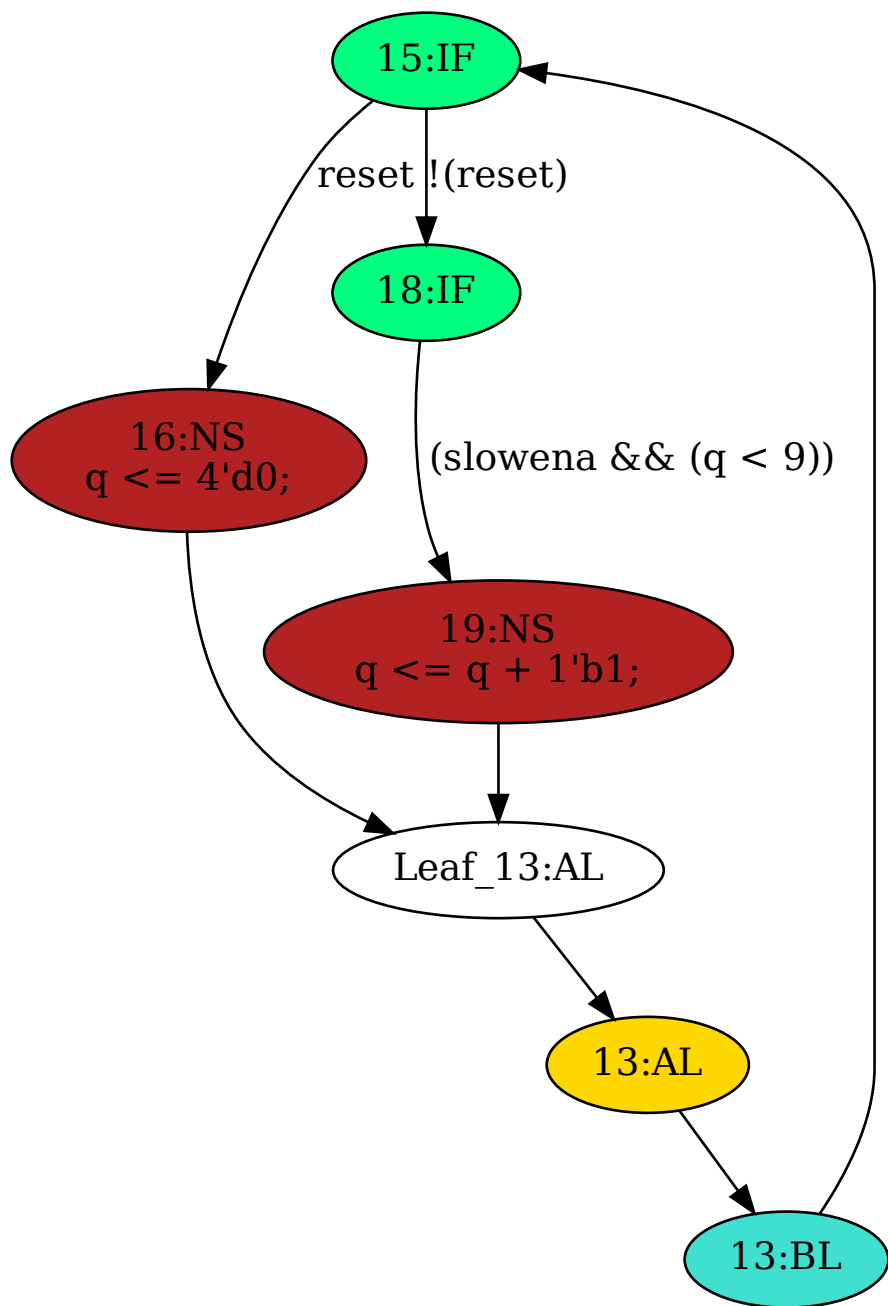 15:IF
reset
!(reset)
18:IF
16:NS
q <= 4'd0;
(slowena && (q < 9))
19:NS
q <= q + 1'b1;
Leaf_13:AL
13:AL
13:BL